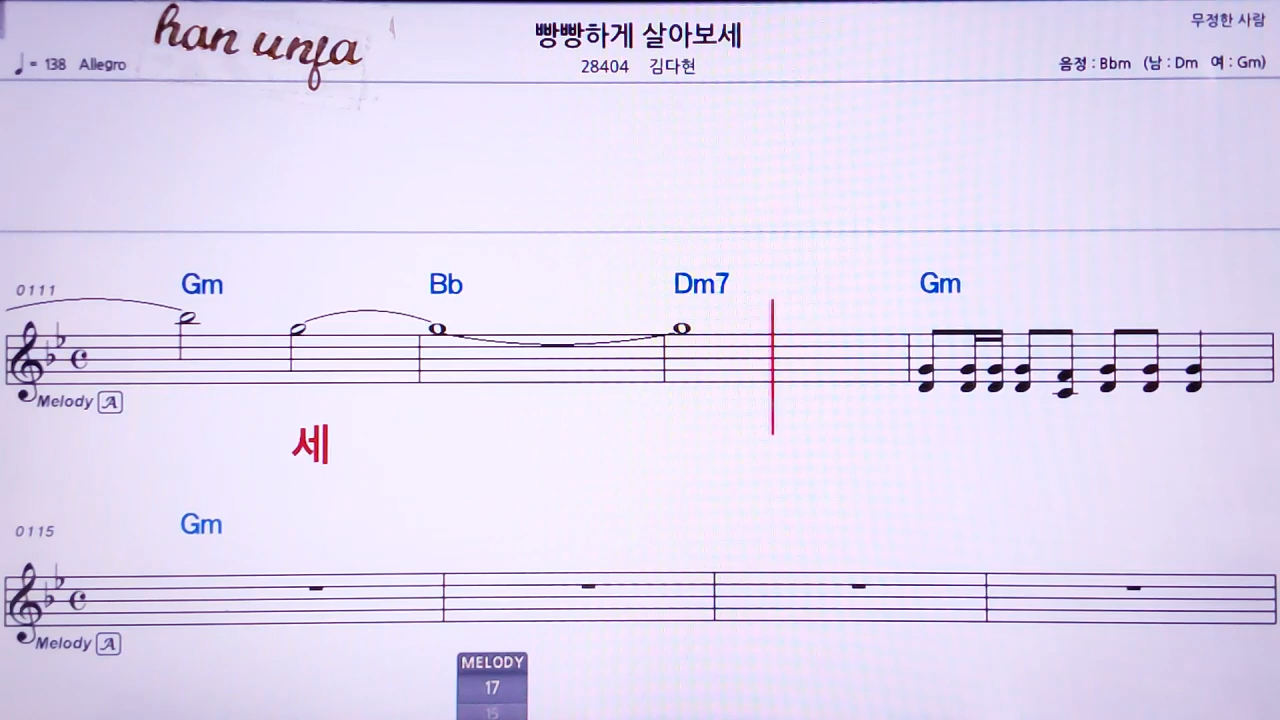 han unfa
빵빵하게 살아보세
무정한 사람
♩= 138 Allegro
28404 김다현
음정 : Bbm (남 : Dm 여 : Gm)
0111 Gm Bb Dm7 Gm
Melody A
세
0115 Gm
Melody A
MELODY
17
15